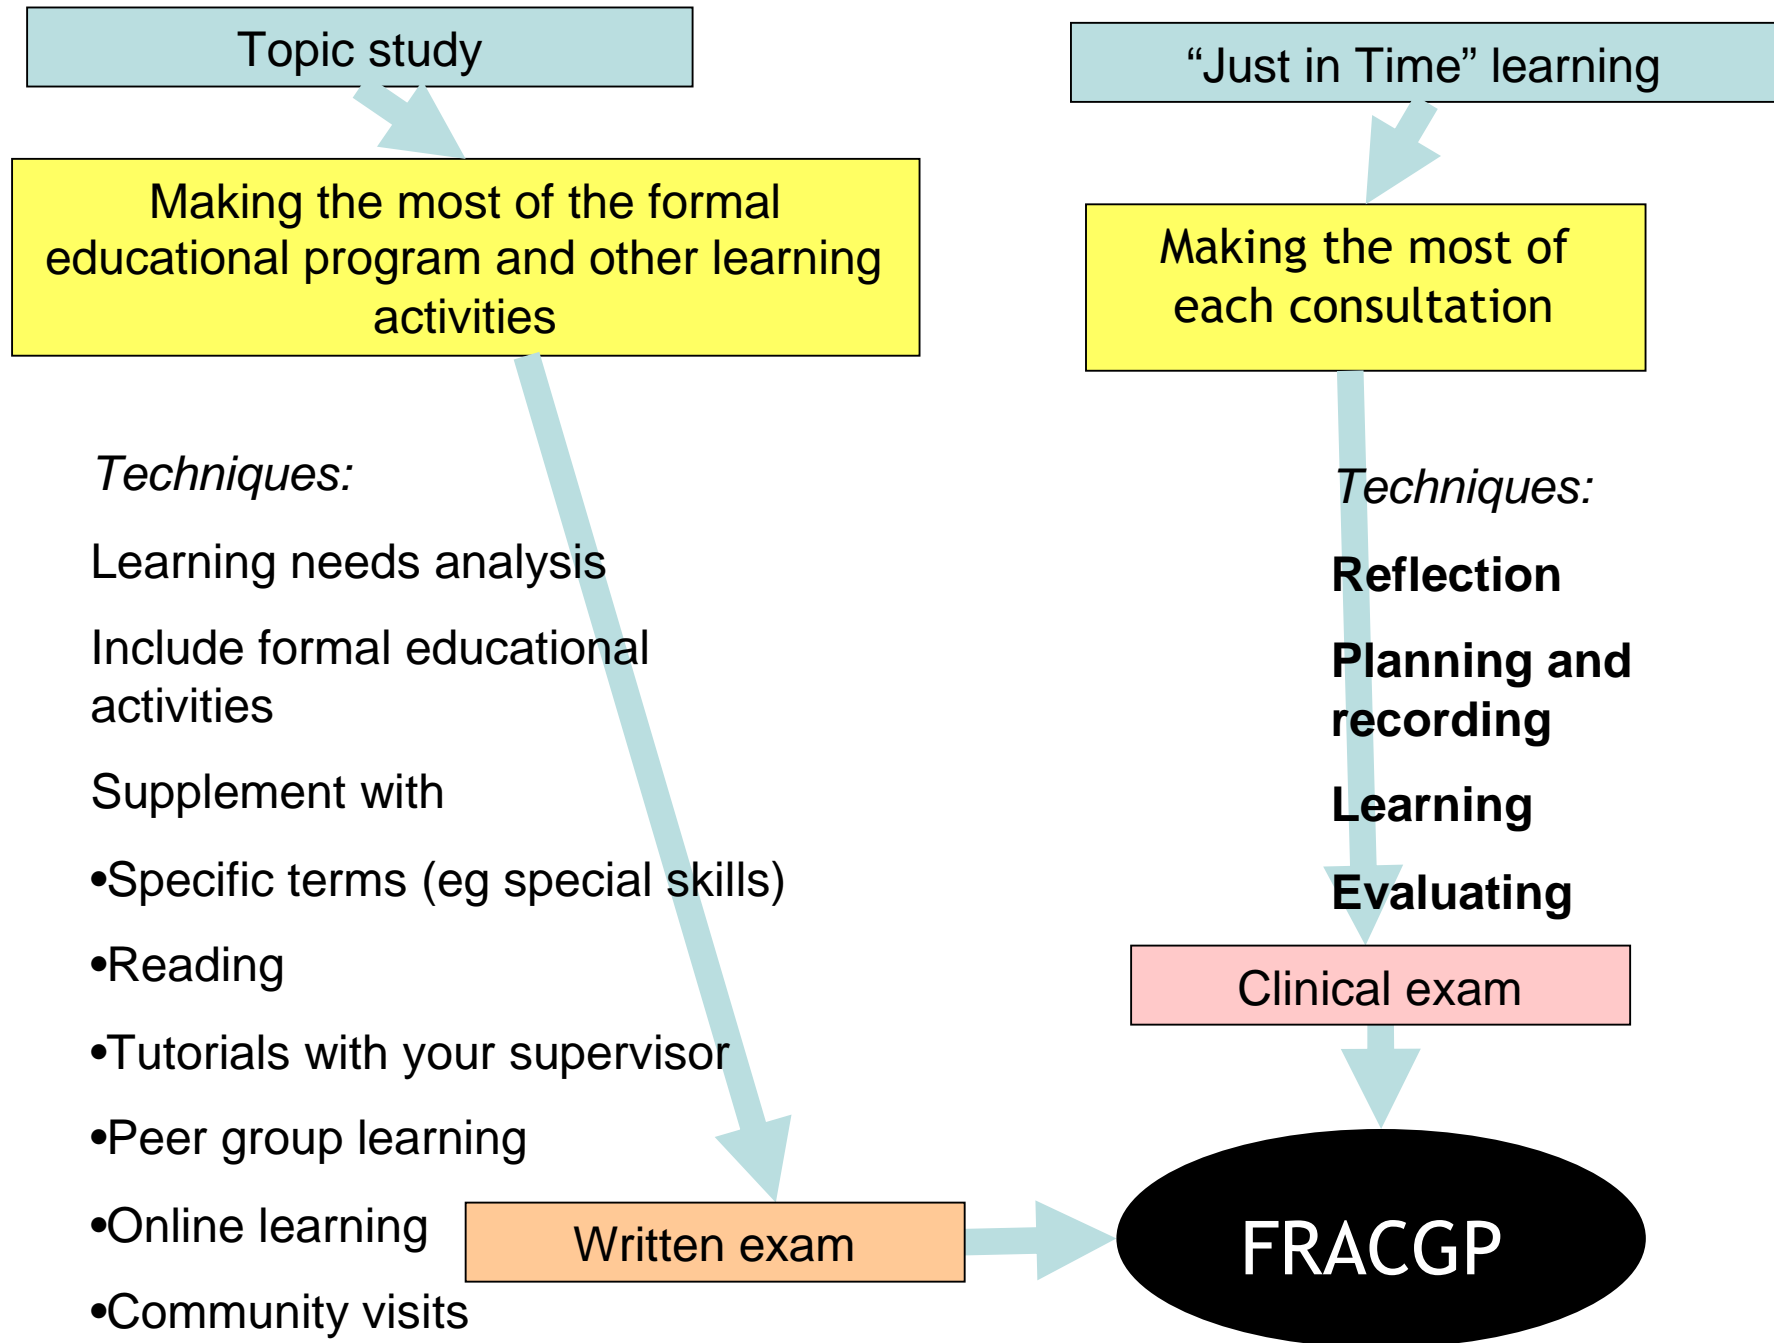 Topic study
Making the most of the formal
educational program and other learning
activities
Techniques:
Learning needs analysis
Include formal educational
activities
Supplement with
•Specific terms (eg special skills)
•Reading
•Tutorials with your supervisor
•Peer group learning
•Online learning
•Community visits
Written exam
“Just in Time” learning
Making the most of
each consultation
Techniques:
Reflection
Planning and
recording
Learning
Evaluating
Clinical exam
FRACGP